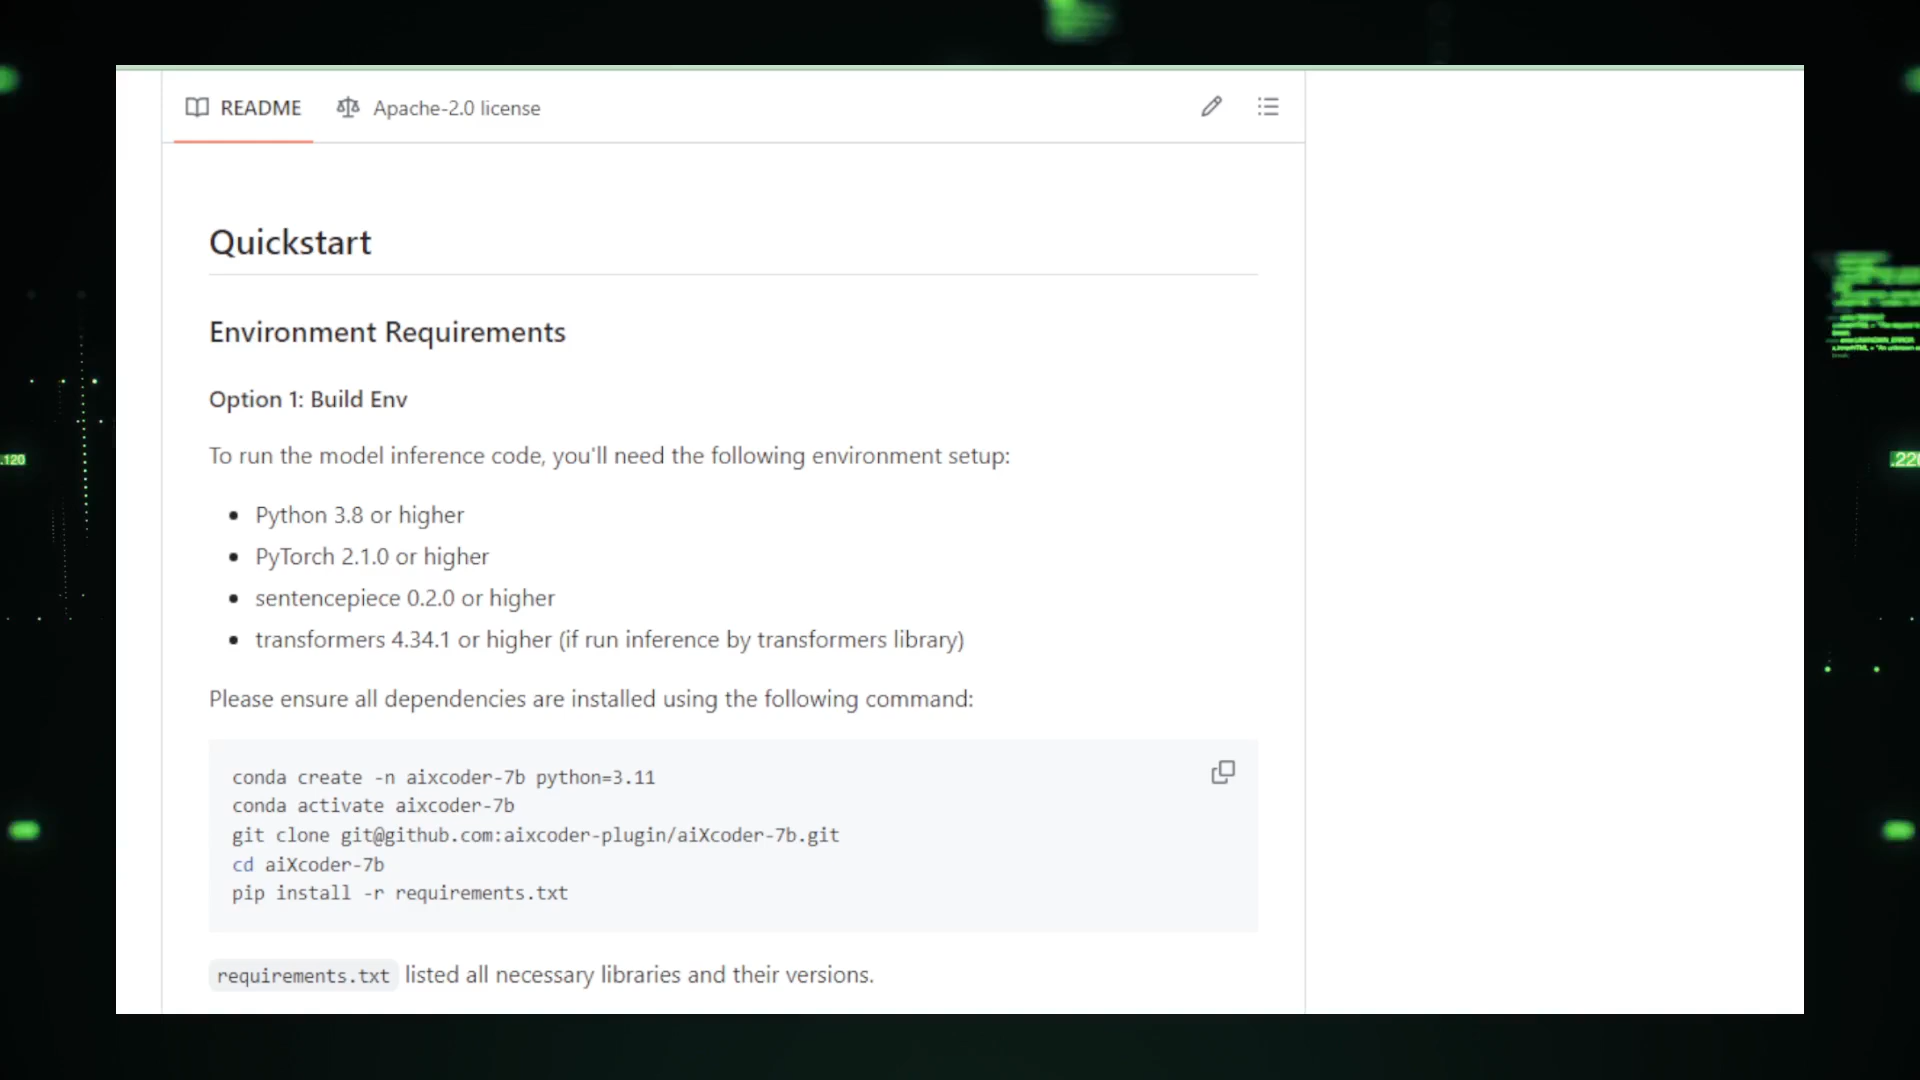 README Apache-2.0 license
Quickstart
Environment Requirements
Option 1: Build Env
To run the model inference code, you'll need the following environment setup:
Python 3.8 or higher
PyTorch 2.1.0 or higher
sentencepiece 0.2.0 or higher
transformers 4.34.1 or higher (if run inference by transformers library)
Please ensure all dependencies are installed using the following command:
conda create -n aixcoder-7b python=3.11
conda activate aixcoder-7b
git clone git@github.com:aixcoder-plugin/aiXcoder-7b.git
cd aiXcoder-7b
pip install -r requirements.txt
requirements.txt listed all necessary libraries and their versions.
.120
.220